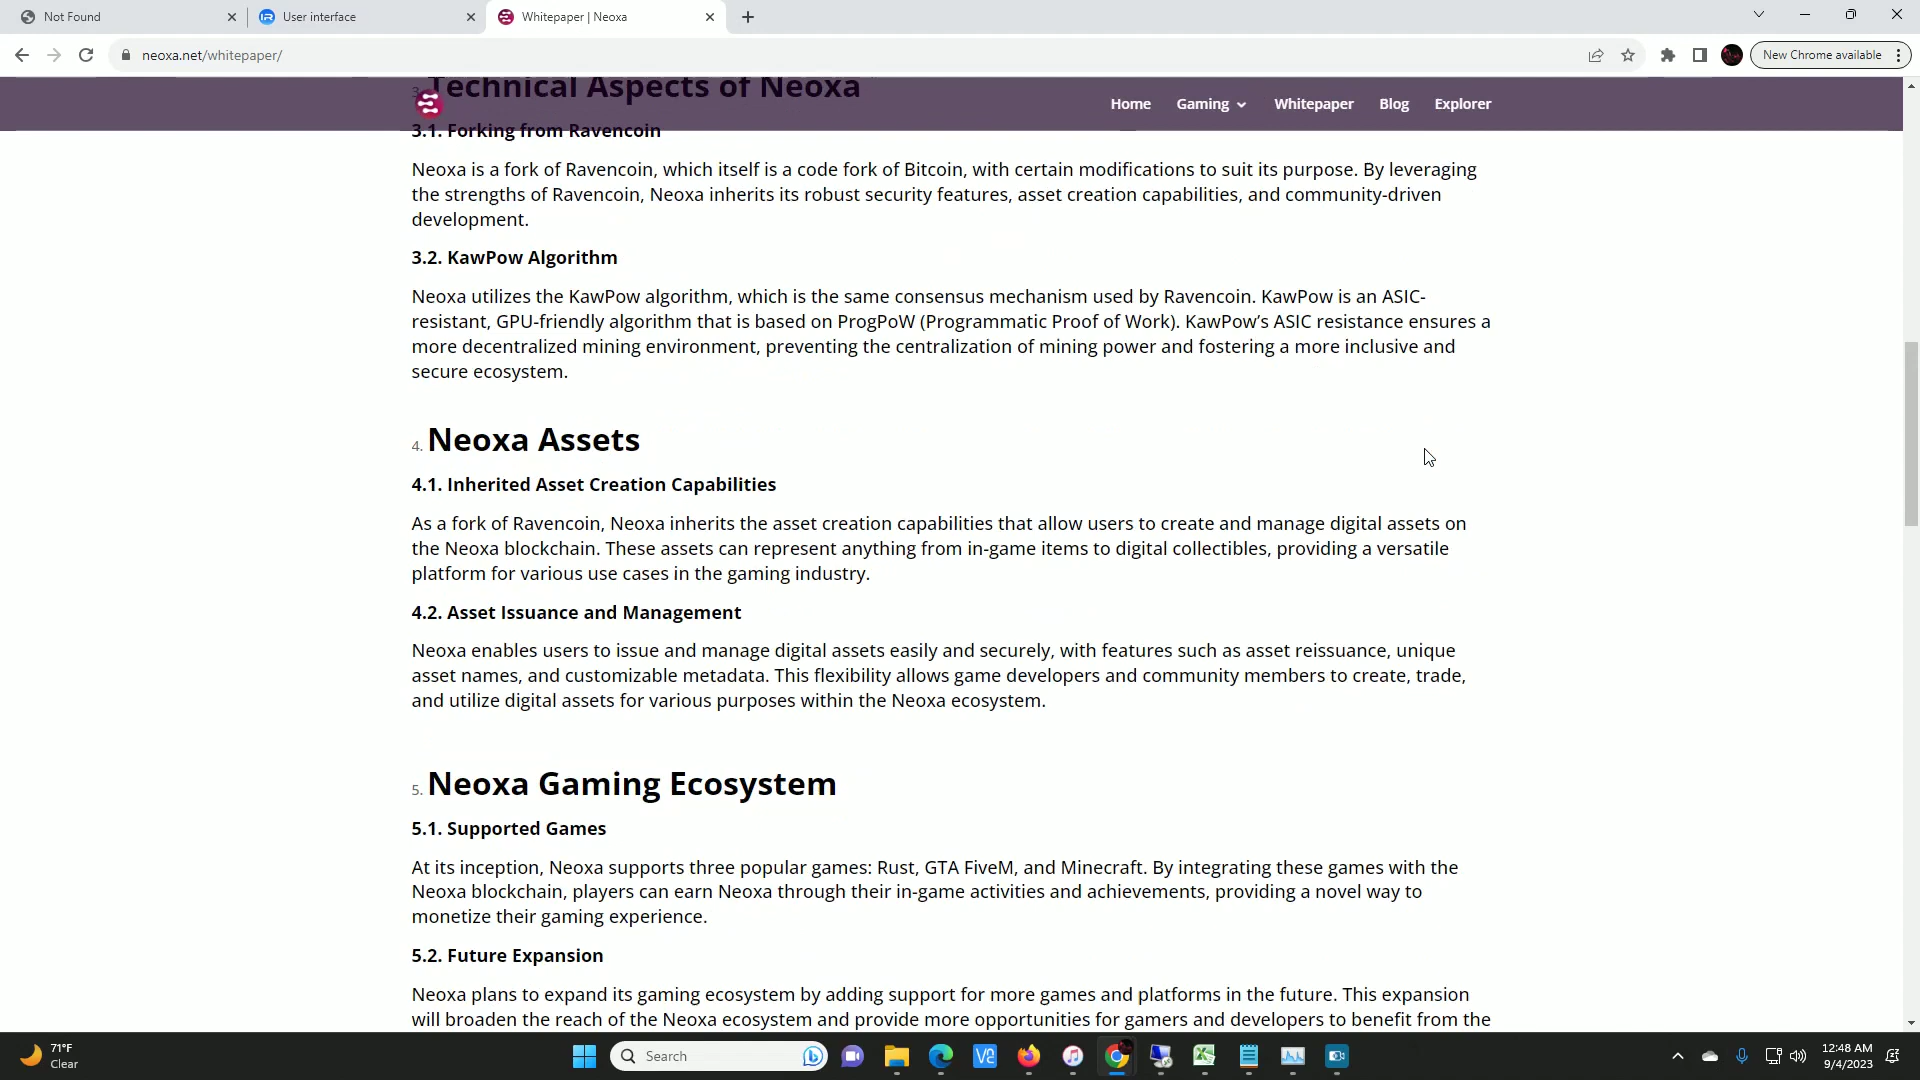 Not Found
User interface
Whitepaper | Neoxa
neoxa.net/whitepaper/
New Chrome available
3. Technical Aspects of Neoxa
Home Gaming Whitepaper Blog Explorer
3.1. Forking from Ravencoin
Neoxa is a fork of Ravencoin, which itself is a code fork of Bitcoin, with certain modifications to suit its purpose. By leveraging
the strengths of Ravencoin, Neoxa inherits its robust security features, asset creation capabilities, and community-driven
development.
3.2. KawPow Algorithm
Neoxa utilizes the KawPow algorithm, which is the same consensus mechanism used by Ravencoin. KawPow is an ASIC-
resistant, GPU-friendly algorithm that is based on ProgPoW (Programmatic Proof of Work). KawPow’s ASIC resistance ensures a
more decentralized mining environment, preventing the centralization of mining power and fostering a more inclusive and
secure ecosystem.
4. Neoxa Assets
4.1. Inherited Asset Creation Capabilities
As a fork of Ravencoin, Neoxa inherits the asset creation capabilities that allow users to create and manage digital assets on
the Neoxa blockchain. These assets can represent anything from in-game items to digital collectibles, providing a versatile
platform for various use cases in the gaming industry.
4.2. Asset Issuance and Management
Neoxa enables users to issue and manage digital assets easily and securely, with features such as asset reissuance, unique
asset names, and customizable metadata. This flexibility allows game developers and community members to create, trade,
and utilize digital assets for various purposes within the Neoxa ecosystem.
5. Neoxa Gaming Ecosystem
5.1. Supported Games
At its inception, Neoxa supports three popular games: Rust, GTA FiveM, and Minecraft. By integrating these games with the
Neoxa blockchain, players can earn Neoxa through their in-game activities and achievements, providing a novel way to
monetize their gaming experience.
5.2. Future Expansion
Neoxa plans to expand its gaming ecosystem by adding support for more games and platforms in the future. This expansion
will broaden the reach of the Neoxa ecosystem and provide more opportunities for gamers and developers to benefit from the
71°F
Clear
Search
12:48 AM
9/4/2023